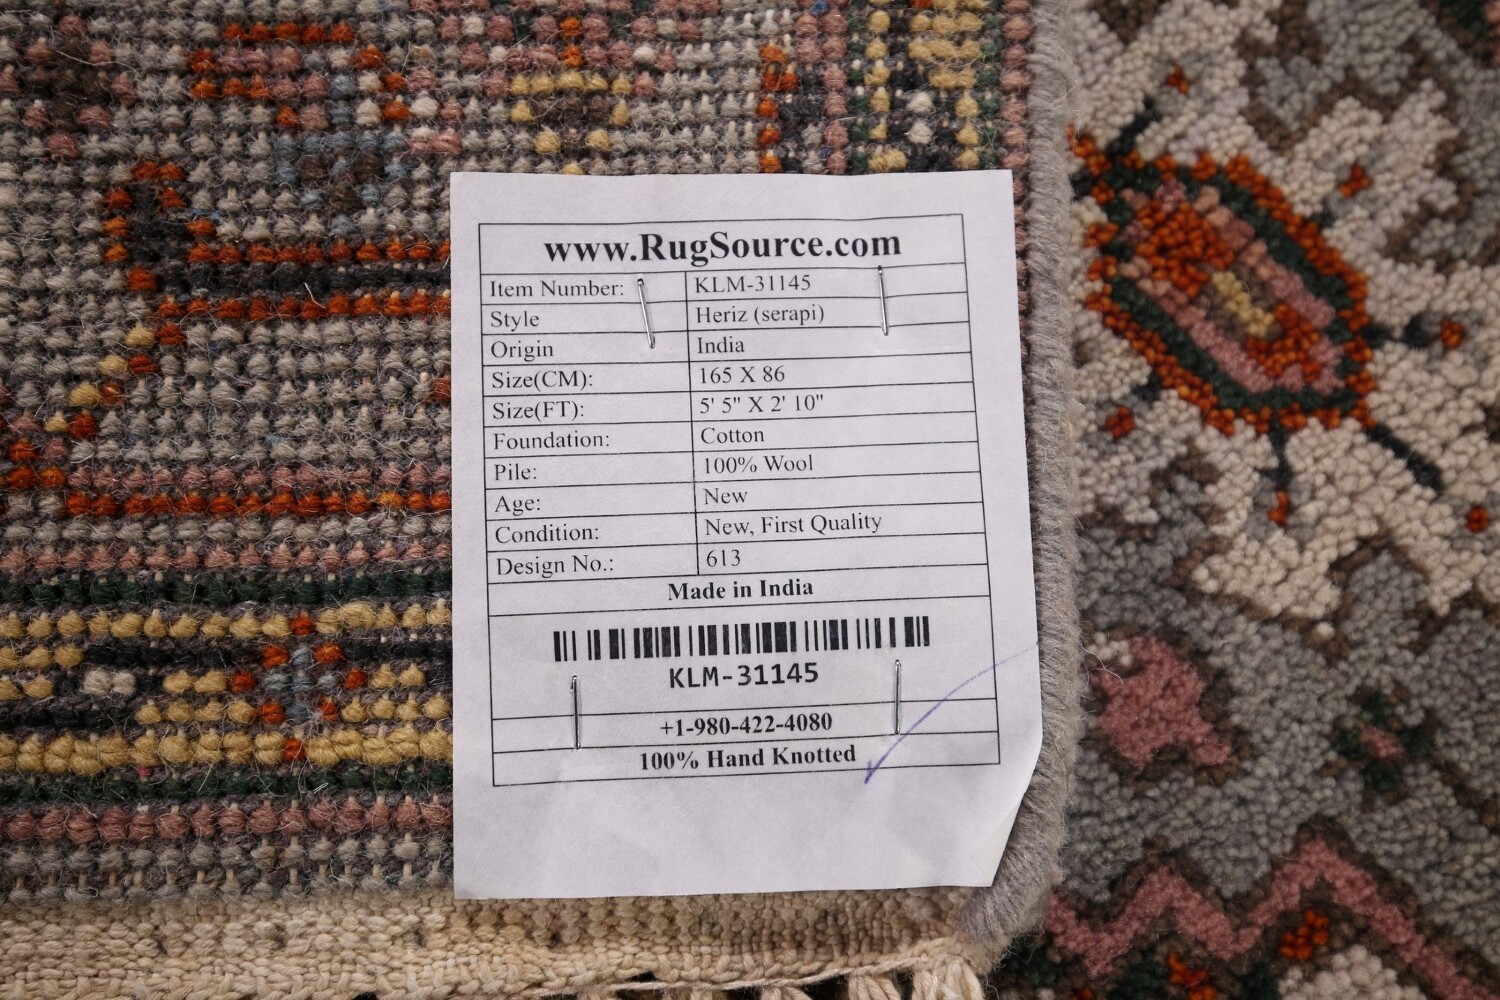 www.RugSource.com
Item Number: KLM-31145
Style Heriz (serapi)
Origin India
Size(CM): 165 X 86
Size(FT): 5' 5" X 2' 10"
Foundation: Cotton
Pile: 100% Wool
Age: New
Condition: New, First Quality
Design No.: 613
Made in India
KLM-31145
+1-980-422-4080
100% Hand Knotted